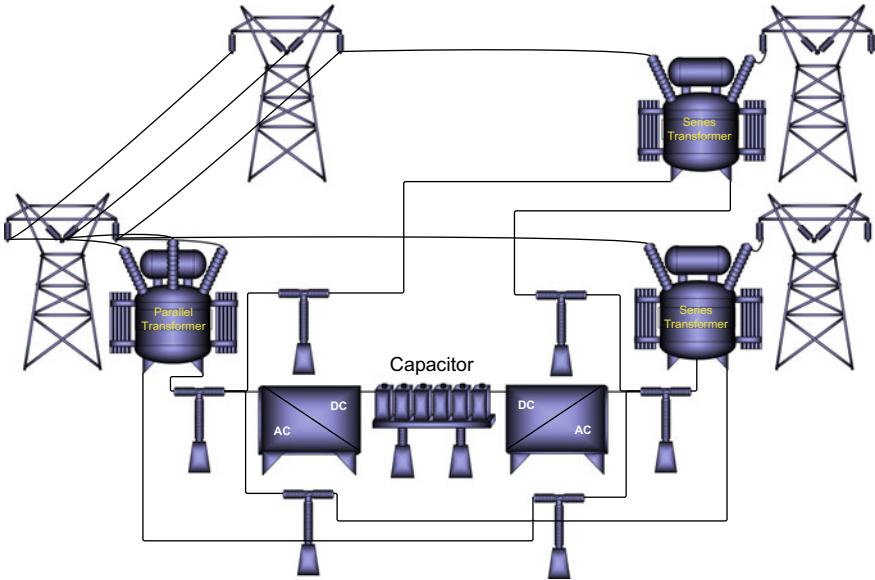 Series
Transformer
Parallel
Transformer
Series
Transformer
Capacitor
DC
AC
DC
AC